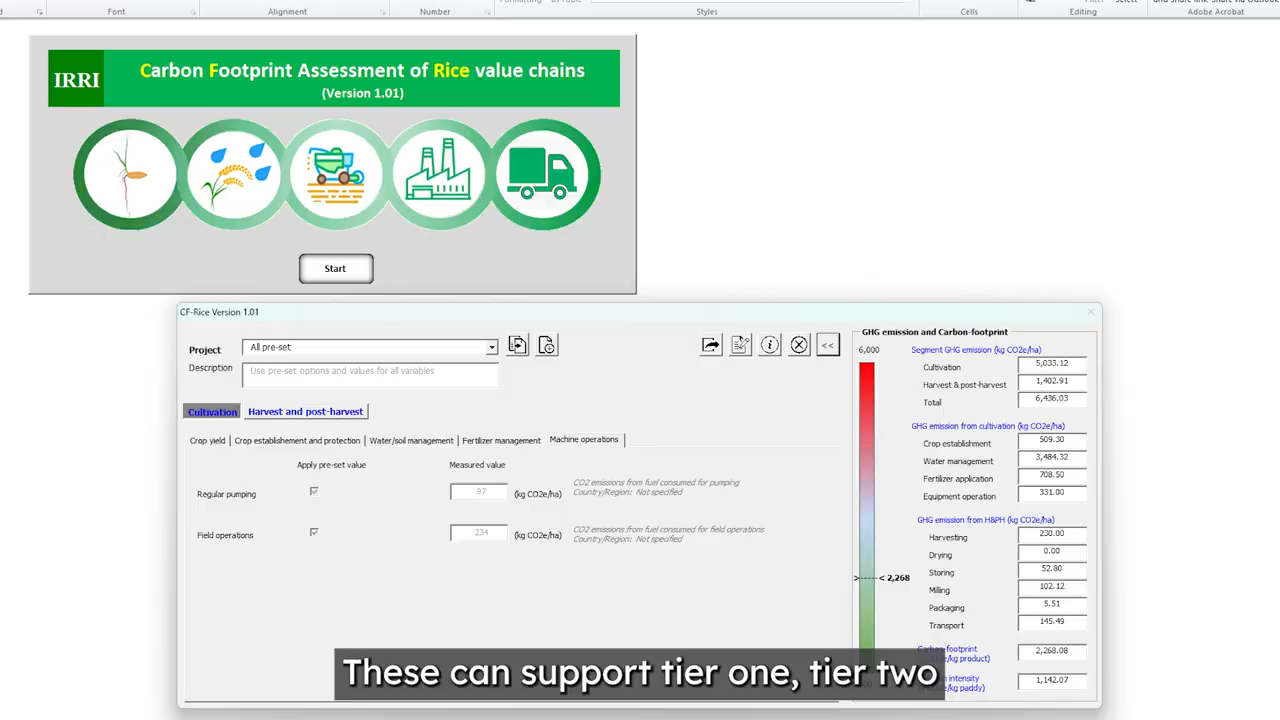 Font
Alignment
Number
Styles
Cells
Editing
Adobe Acrobat
IRRI
Carbon Footprint Assessment of Rice value chains
(Version 1.01)
Start
CF-Rice Version 1.01
Project
All pre-set
<<
Description
Use pre-set options and values for all variables
Cultivation
Harvest and post-harvest
Crop yield
Crop establishement and protection
Water/soil management
Fertilizer management
Machine operations
Apply pre-set value
Measured value
Regular pumping
97
(kg CO2e/ha)
CO2 emissions from fuel consumed for pumping
Country/Region: Not specified
Field operations
234
(kg CO2e/ha)
CO2 emissions from fuel consumed for field operations
Country/Region: Not specified
GHG emission and Carbon-footprint
6,000
Segment GHG emission (kg CO2e/ha)
Cultivation 5,033.12
Harvest & post-harvest 1,402.91
Total 6,436.03
GHG emission from cultivation (kg CO2e/ha)
Crop establishment 509.30
Water management 3,484.32
Fertilizer application 708.50
Equipment operation 331.00
GHG emission from H&PH (kg CO2e/ha)
Harvesting 230.00
Drying 0.00
Storing 52.80
> < 2,268
Milling 102.12
Packaging 5.51
Transport 145.49
2,268.08
/kg product)
intensity
/kg paddy)
1,142.07
These can support tier one, tier two